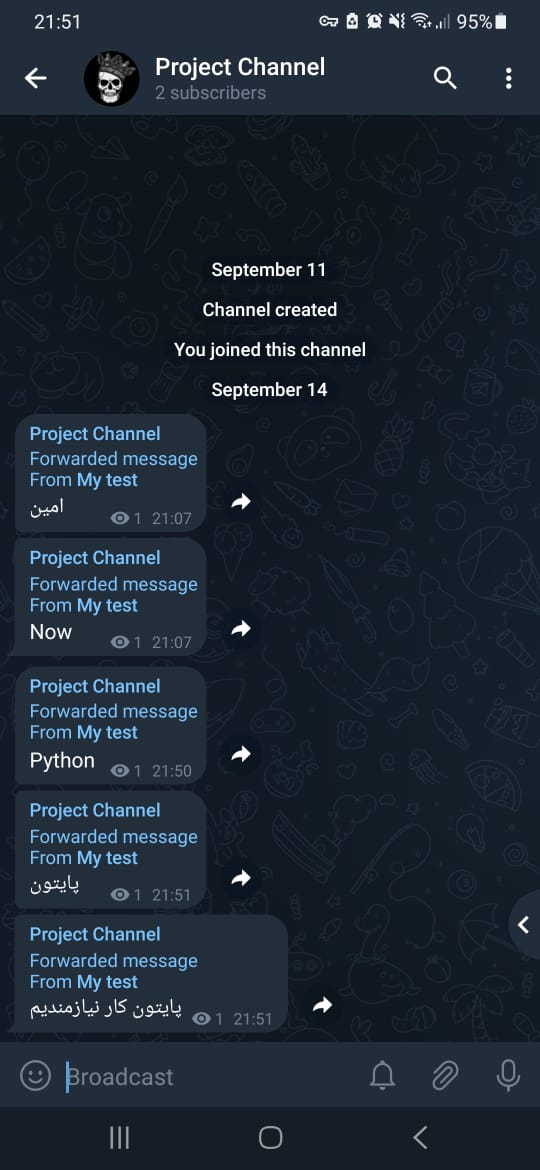 21:51
95%
Project Channel
2 subscribers
September 11
Channel created
You joined this channel
September 14
Project Channel
Forwarded message
From My test
امین
1 21:07
Project Channel
Forwarded message
From My test
Now
1 21:07
Project Channel
Forwarded message
From My test
Python
1 21:50
Project Channel
Forwarded message
From My test
پایتون
1 21:51
Project Channel
Forwarded message
From My test
پایتون کار نیازمندیم
1 21:51
Broadcast